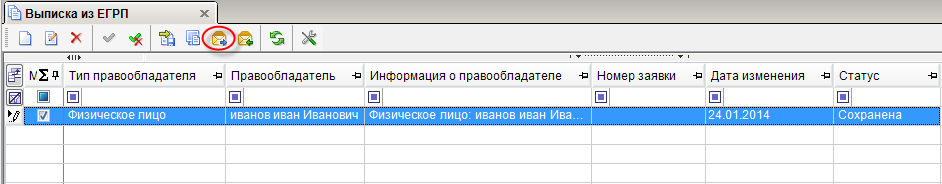 Выписка из ЕГРП
М Σ Тип правообладателя Правообладатель Информация о правообладателе Номер заявки Дата изменения Статус
Физическое лицо иванов иван Иванович Физическое лицо: иванов иван Ива... 24.01.2014 Сохранена